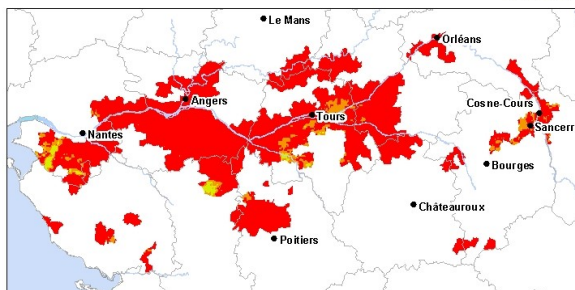 Le Mans
Orléans
Angers
Cosne-Cours
Tours
Sancerr
Nantes
Bourges
Châteauroux
Poitiers